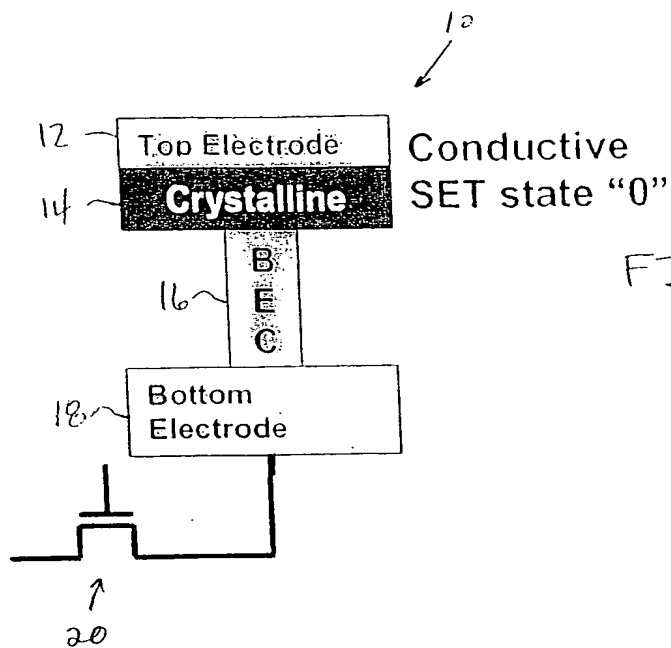 10
12
Top Electrode
Conductive
14
Crystalline
SET state "0"
16
B
E
C
18
Bottom
Electrode
20